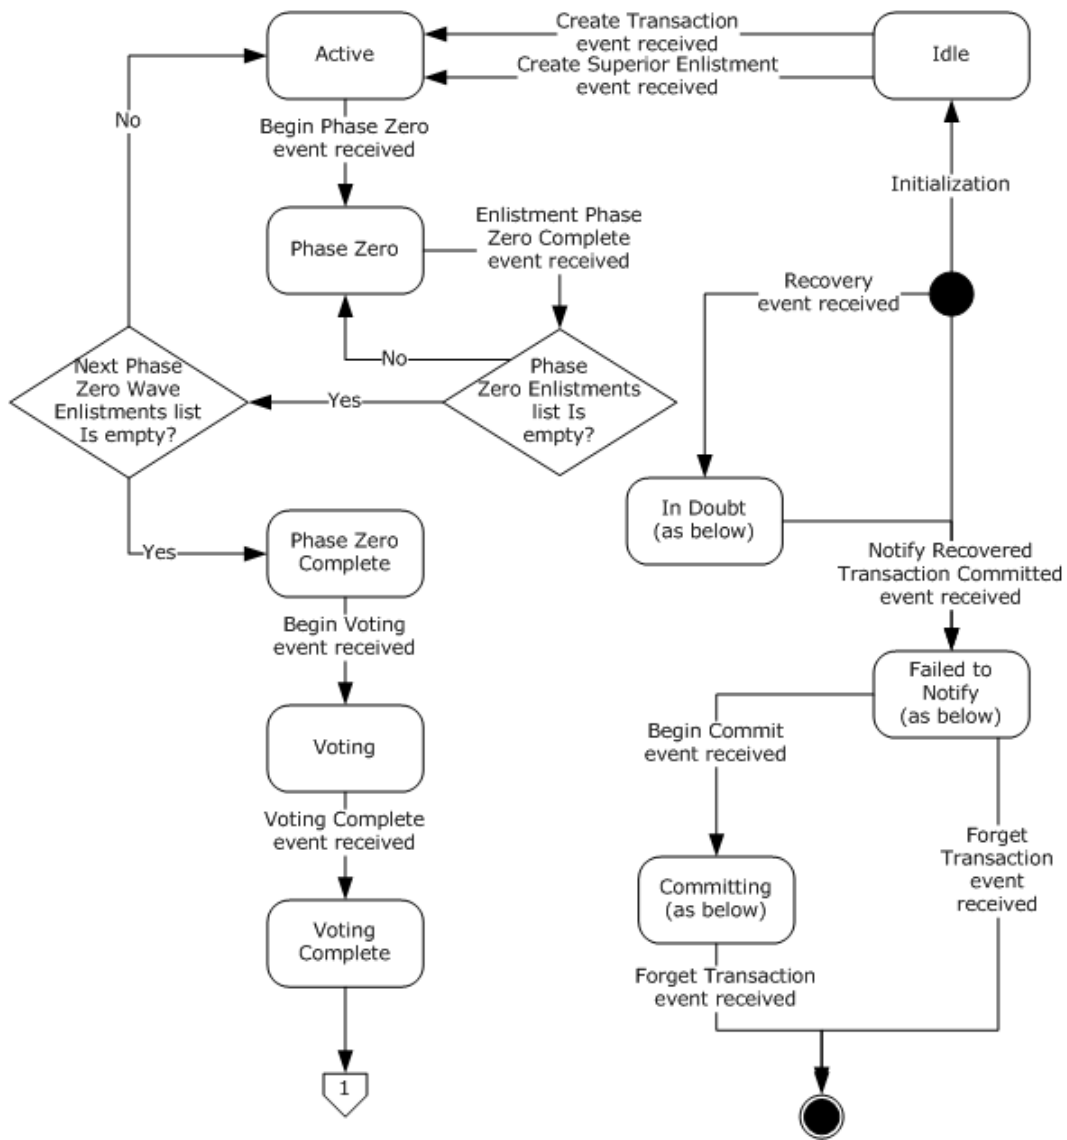 Active
Create Transaction
event received
Create Superior Enlistment
event received
Idle
No
Begin Phase Zero
event received
Initialization
Phase Zero
Enlistment Phase
Zero Complete
event received
Recovery
event received
No
Next Phase
Zero Wave
Enlistments list
Is empty?
Yes
Phase
Zero Enlistments
list Is
empty?
In Doubt
(as below)
Yes
Phase Zero
Complete
Notify Recovered
Transaction Committed
event received
Begin Voting
event received
Failed to
Notify
(as below)
Voting
Begin Commit
event received
Voting Complete
event received
Forget
Transaction
event
received
Committing
(as below)
Voting
Complete
Forget Transaction
event received
1